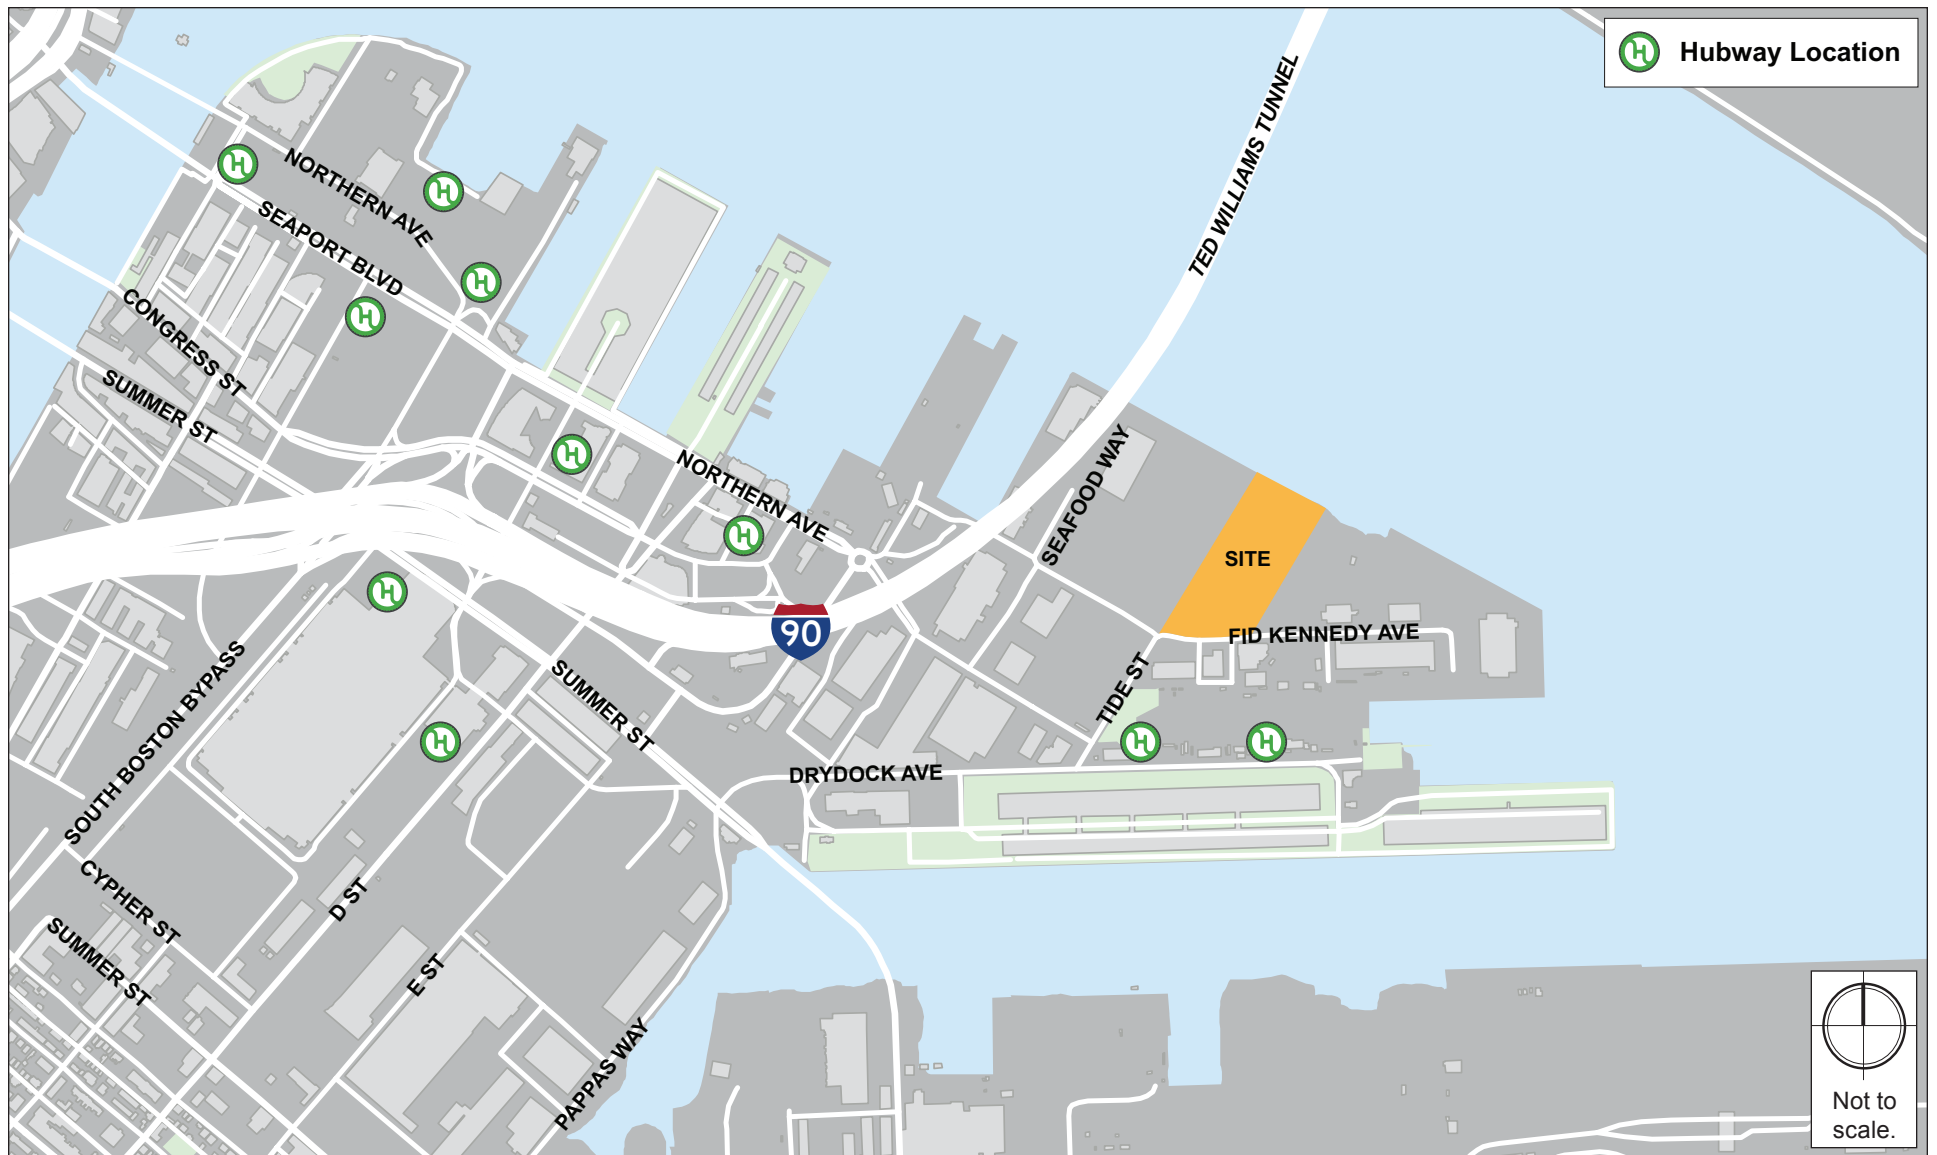 Hubway Location
TED WILLIAMS TUNNEL
NORTHERN AVE
SEAPORT BLVD
CONGRESS ST
SUMMER ST
NORTHERN AVE
SEAFOOD WAY
SITE
90
FID KENNEDY AVE
TIDE ST
SUMMER ST
SOUTH BOSTON BYPASS
DRYDOCK AVE
CYPHER ST
D ST
SUMMER ST
E ST
PAPPAS WAY
Not to
scale.
H
H
H
H
H
H
H
H
H
H
H